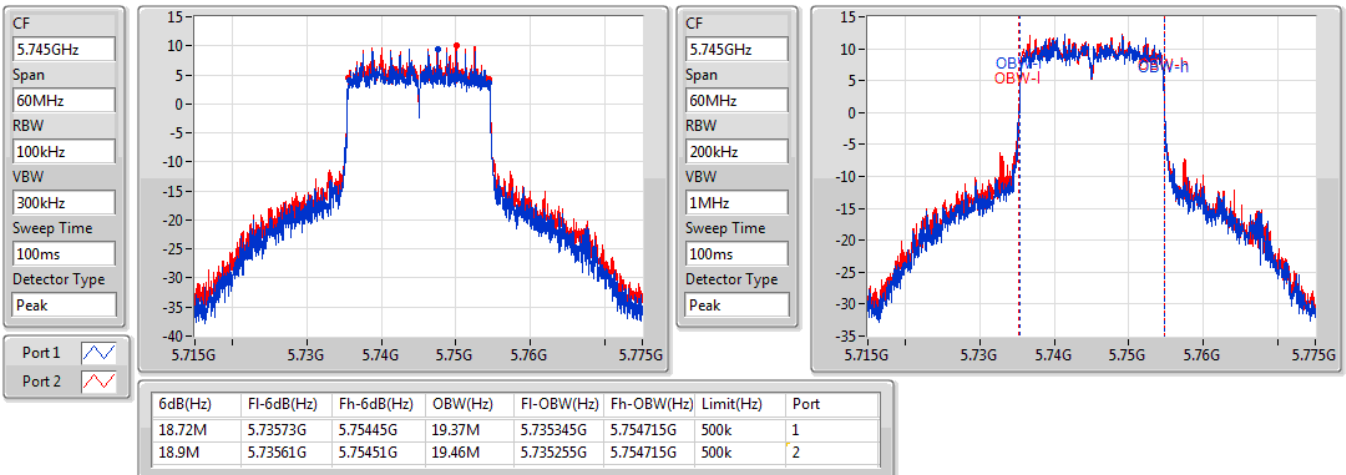 CF
5.745GHz
Span
60MHz
RBW
100kHz
VBW
300kHz
Sweep Time
100ms
Detector Type
Peak
Port 1
Port 2
15
10
5
0
-5
-10
-15
-20
-25
-30
-35
-40
5.715G 5.73G 5.74G 5.75G 5.76G 5.775G
CF
5.745GHz
Span
60MHz
RBW
200kHz
VBW
1MHz
Sweep Time
100ms
Detector Type
Peak
15
10
5
0
-5
-10
-15
-20
-25
-30
-35
OBW-l
OBW-l
OBW-h
OBW-h
5.715G 5.73G 5.74G 5.75G 5.76G 5.775G
6dB(Hz) Fl-6dB(Hz) Fh-6dB(Hz) OBW(Hz) Fl-OBW(Hz) Fh-OBW(Hz) Limit(Hz) Port
18.72M 5.73573G 5.75445G 19.37M 5.735345G 5.754715G 500k 1
18.9M 5.73561G 5.75451G 19.46M 5.735255G 5.754715G 500k 2